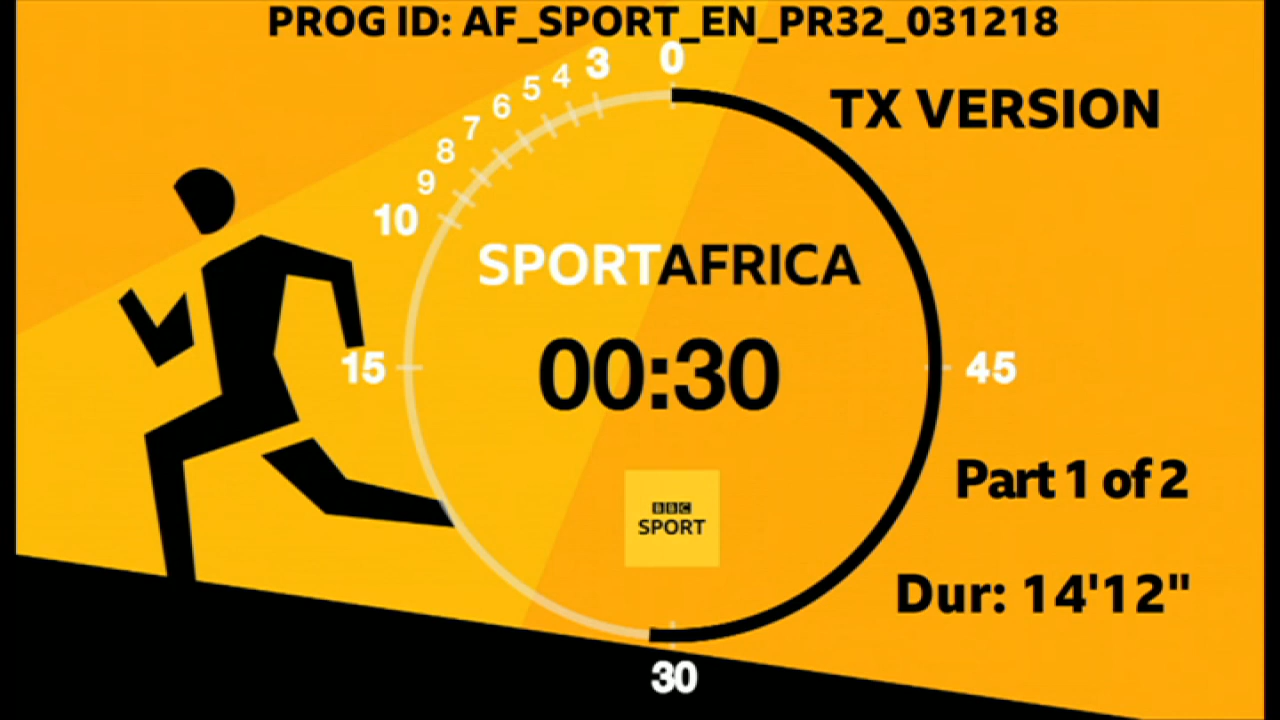 PROG ID: AF_SPORT_EN_PR32_031218
TX VERSION
0
3
4
5
6
7
8
9
10
15
30
45
SPORTAFRICA
00:30
BBC
SPORT
Part 1 of 2
Dur: 14'12"